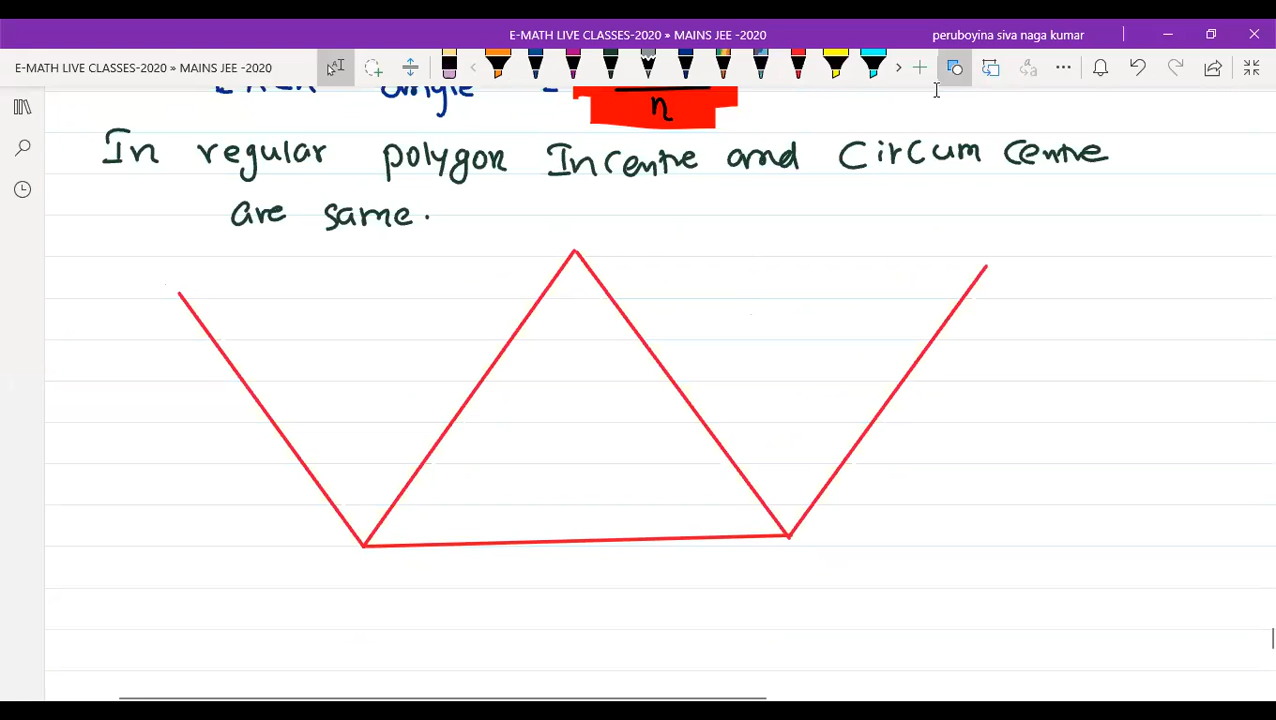 E-MATH LIVE CLASSES-2020 » MAINS JEE -2020
peruboyina siva naga kumar
E-MATH LIVE CLASSES-2020 » MAINS JEE -2020
angle =
n
In regular polygon Incentre and Circum centre
are same.